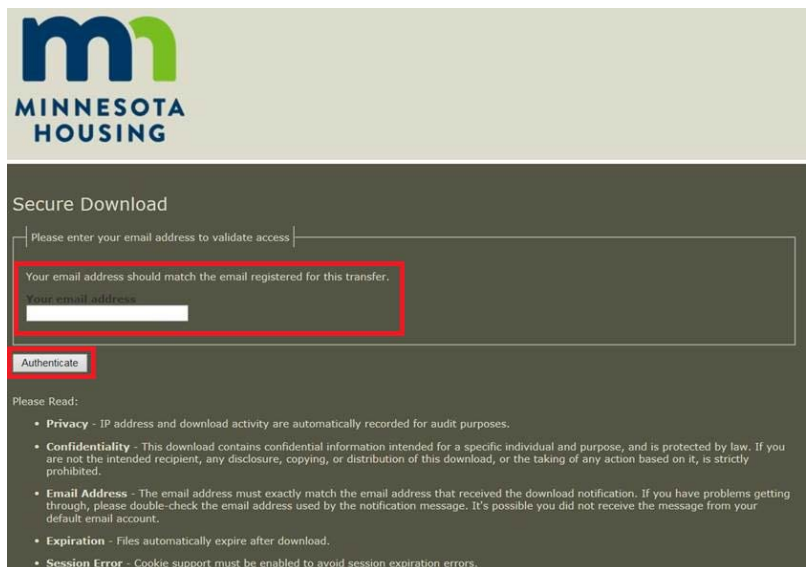 MINNESOTA
HOUSING
Secure Download
Please enter your email address to validate access
Your email address should match the email registered for this transfer.
Your email address
Authenticate
Please Read:
• Privacy - IP address and download activity are automatically recorded for audit purposes.
• Confidentiality - This download contains confidential information intended for a specific individual and purpose, and is protected by law. If you
are not the intended recipient, any disclosure, copying, or distribution of this download, or the taking of any action based on it, is strictly
prohibited.
• Email Address - The email address must exactly match the email address that received the download notification. If you have problems getting
through, please double-check the email address used by the notification message. It's possible you did not receive the message from your
default email account.
• Expiration - Files automatically expire after download.
• Session Error - Cookie support must be enabled to avoid session expiration errors.